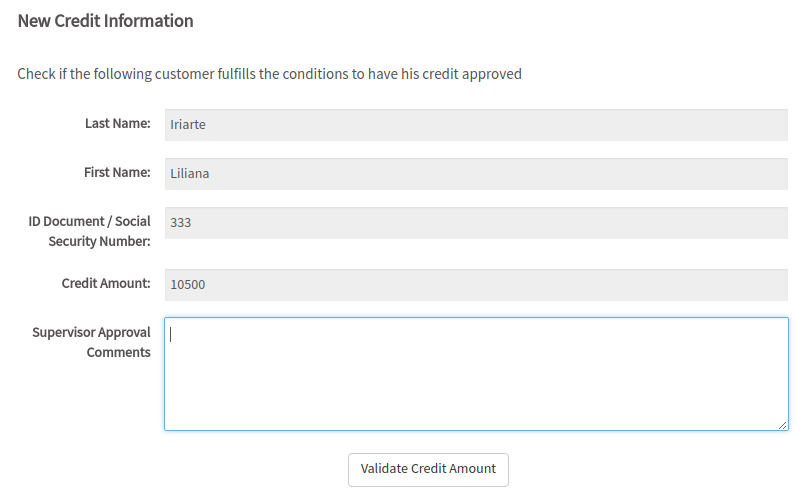 New Credit Information
Check if the following customer fulfills the conditions to have his credit approved
Last Name: Iriarte
First Name: Liliana
ID Document / Social 333
Security Number:
Credit Amount: 10500
Supervisor Approval
Comments
Validate Credit Amount